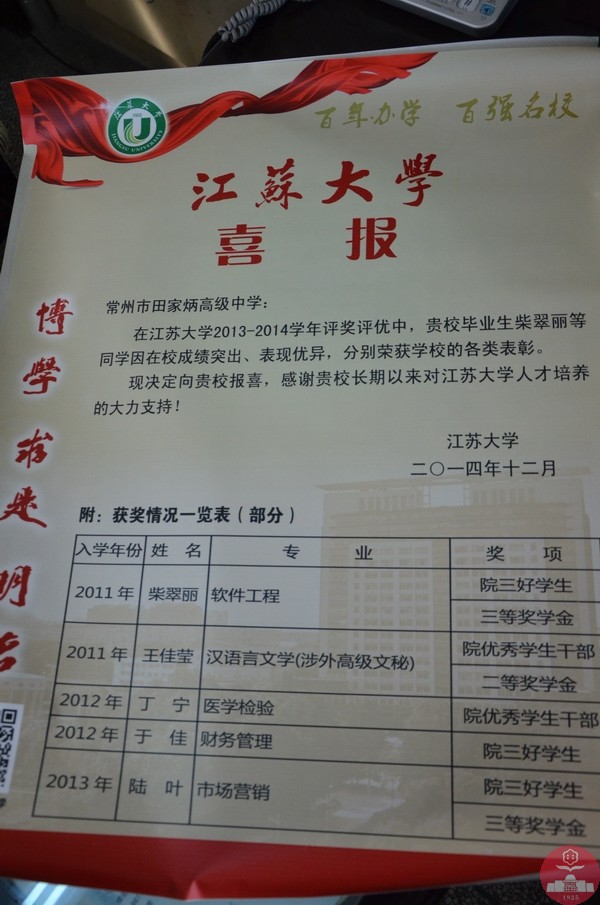 江苏大学
JIANGSU UNIVERSITY
百年办学 百强名校
江蘇大學
喜 报
博學 求是 明德
常州市田家炳高级中学：
在江苏大学2013-2014学年评奖评优中，贵校毕业生柴翠丽等
同学因在校成绩突出、表现优异，分别荣获学校的各类表彰。
现决定向贵校报喜，感谢贵校长期以来对江苏大学人才培养
的大力支持！
江苏大学
二〇一四年十二月
附：获奖情况一览表（部分）
入学年份 姓 名 专 业 奖 项
2011年 柴翠丽 软件工程 院三好学生
三等奖学金
2011年 王佳莹 汉语言文学(涉外高级文秘) 院优秀学生干部
二等奖学金
2012年 丁 宁 医学检验 院优秀学生干部
2012年 于 佳 财务管理 院三好学生
2013年 陆 叶 市场营销 院三好学生
三等奖学金
1925